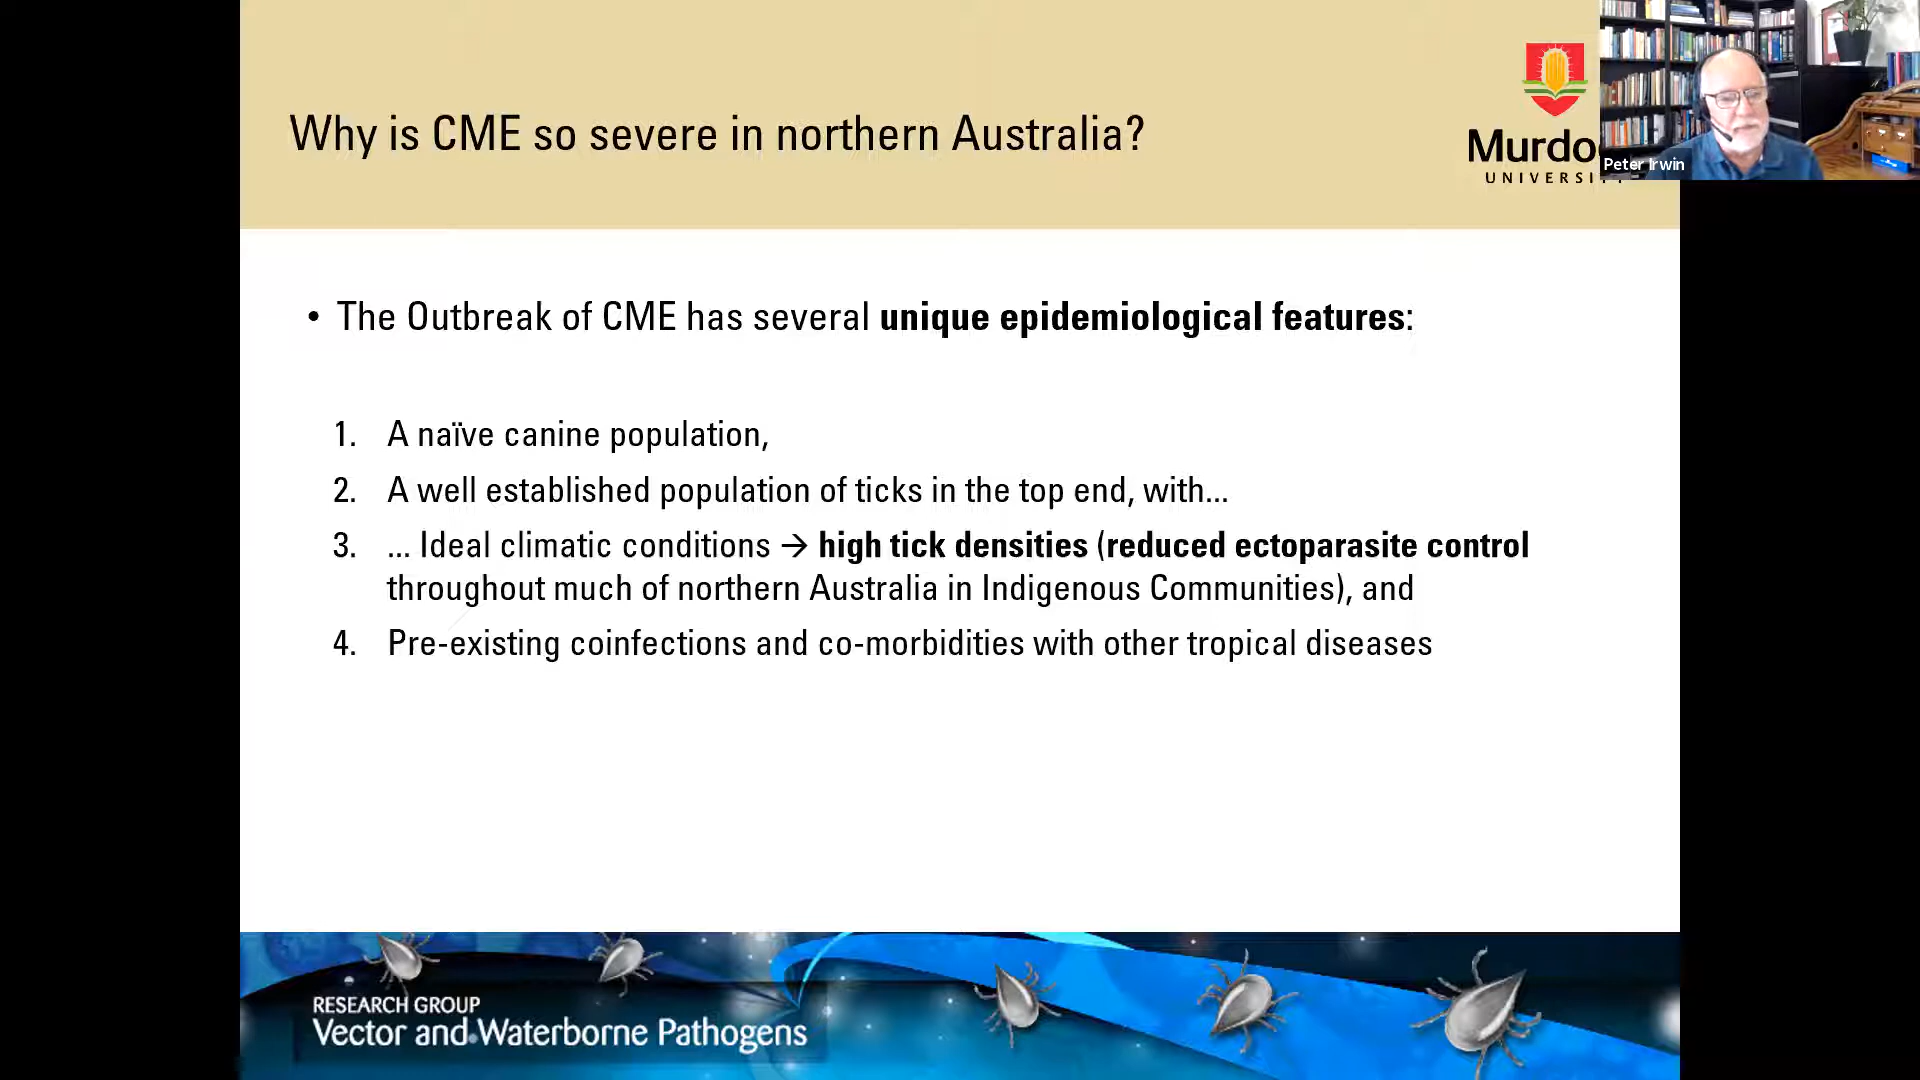 Why is CME so severe in northern Australia?
Murdo
UNIVERSI
Peter Irwin
• The Outbreak of CME has several unique epidemiological features:
1. A naïve canine population,
2. A well established population of ticks in the top end, with...
3. ... Ideal climatic conditions → high tick densities (reduced ectoparasite control
throughout much of northern Australia in Indigenous Communities), and
4. Pre-existing coinfections and co-morbidities with other tropical diseases
RESEARCH GROUP
Vector and Waterborne Pathogens